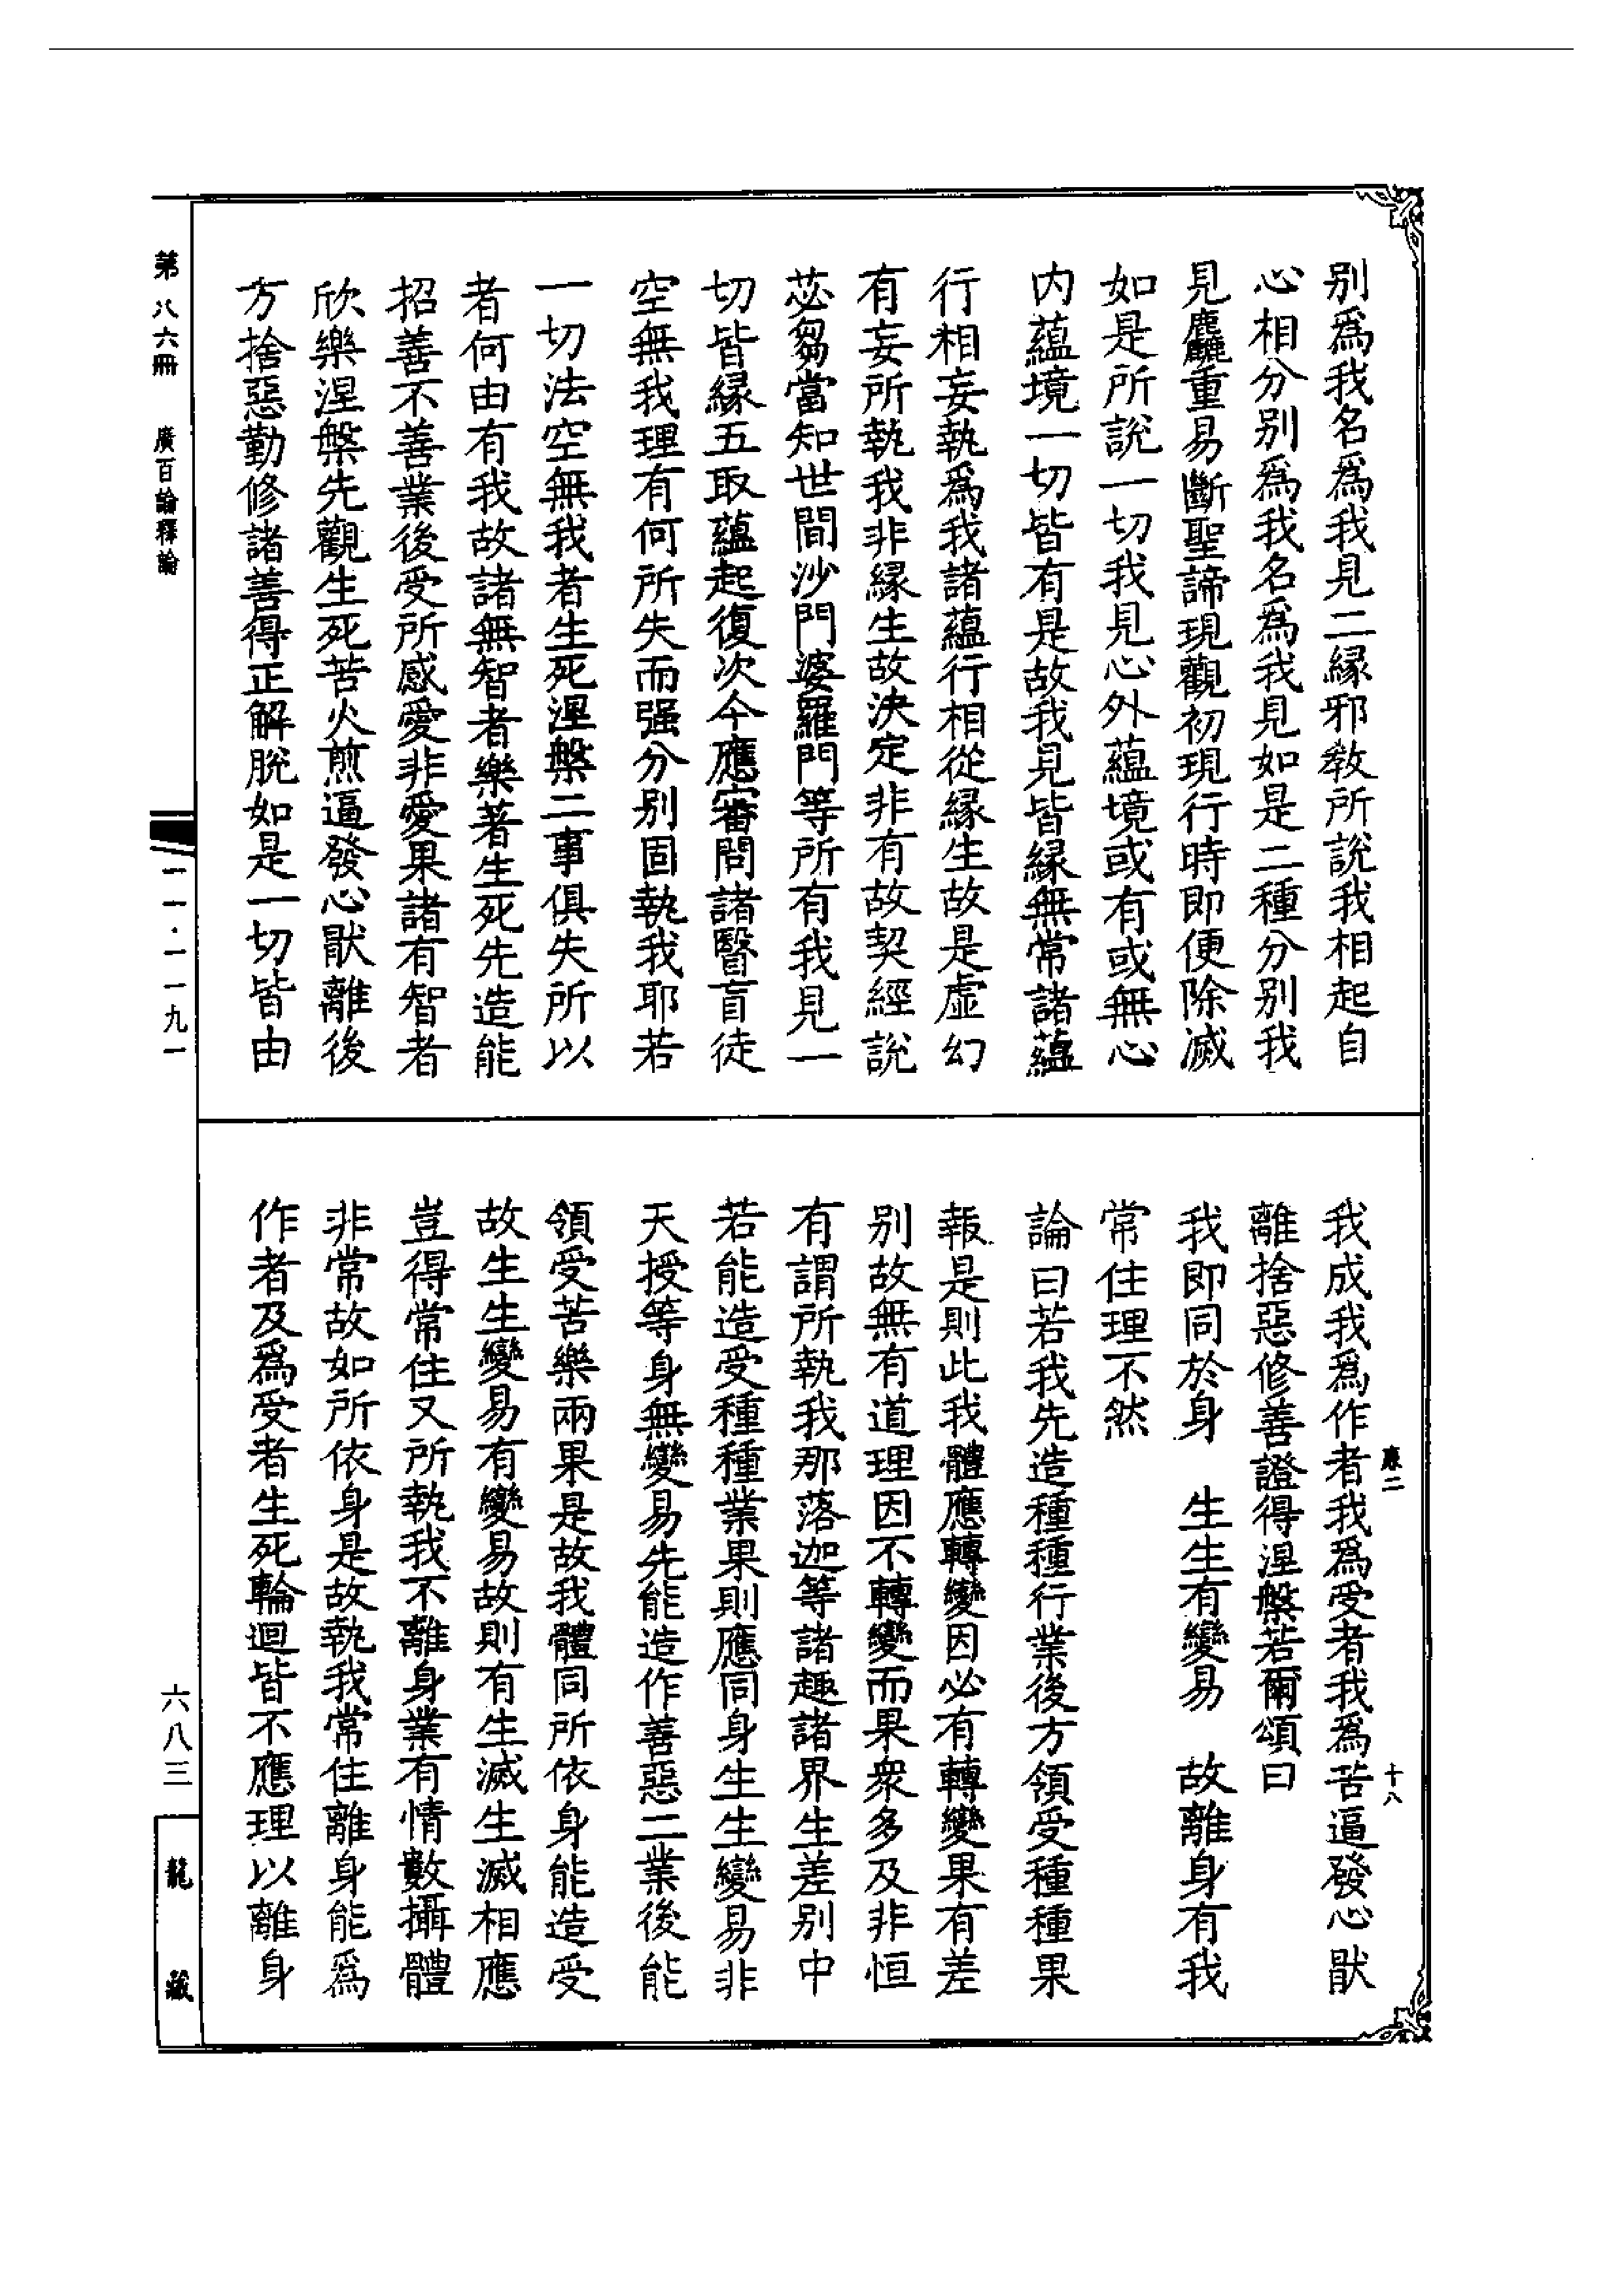 別爲我名爲我見二緣邪教所說我相起自
心相分別爲我名爲我見如是二種分別我
見麤重易斷聖諦現觀初現行時即便除滅
如是所說一切我見心外蘊境或有或無心
内蘊境一切皆有是故我見皆緣無常諸蘊
行相妄執爲我諸蘊行相從緣生故是虛幻
有妄所執我非緣生故決定非有故契經說
苾芻當知世間沙門婆羅門等所有我見一
切皆緣五取蘊起復次今應審問諸瞖盲徒
空無我理有何所失而强分別固執我耶若
一切法空無我者生死涅槃二事俱失所以
者何由有我故諸無智者樂著生死先造能
招善不善業後受所感愛非愛果諸有智者
欣樂涅槃先觀生死苦火煎逼發心猒離後
方捨惡勤修諸善得正解脫如是一切皆由
我成我爲作者我爲受者我爲苦逼發心猒
離捨惡修善證得涅槃若爾頌曰
我即同於身　生生有變易　故離身有我
常住理不然
論曰若我先造種種行業後方領受種種果
報是則此我體應轉變因必有轉變果有差
別故無有道理因不轉變而果衆多及非恒
有謂所執我那落迦等諸趣諸界生差別中
若能造受種種業果則應同身生生變易非
天授等身無變易先能造作善惡二業後能
領受苦樂兩果是故我體同所依身能造受
故生生變易有變易故則有生滅生滅相應
豈得常住又所執我不離身業有情數攝體
非常故如所依身是故執我常住離身能爲
作者及爲受者生死輪迴皆不應理以離身
十八
第八六冊　廣百論釋論
一一·一一九一
六八三
龍藏